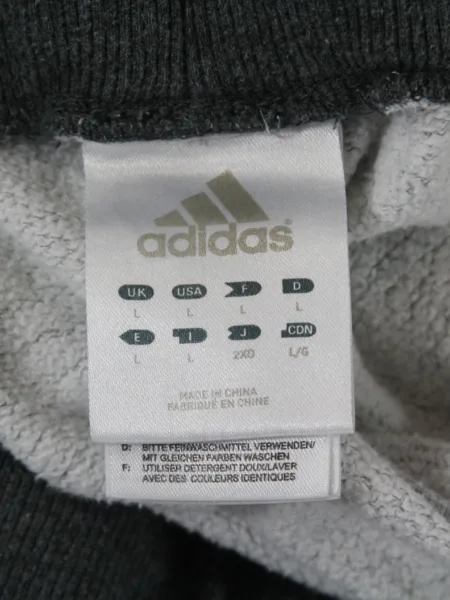 adidas®
UK USA F D
L L L L
E I J CDN
L L 2XO L/G
MADE IN CHINA
FABRIQUÉ EN CHINE
D: BITTE FEINWASCHMITTEL VERWENDEN/
MIT GLEICHEN FARBEN WASCHEN
F: UTILISER DETERGENT DOUX/LAVER
AVEC DES COULEURS IDENTIQUES